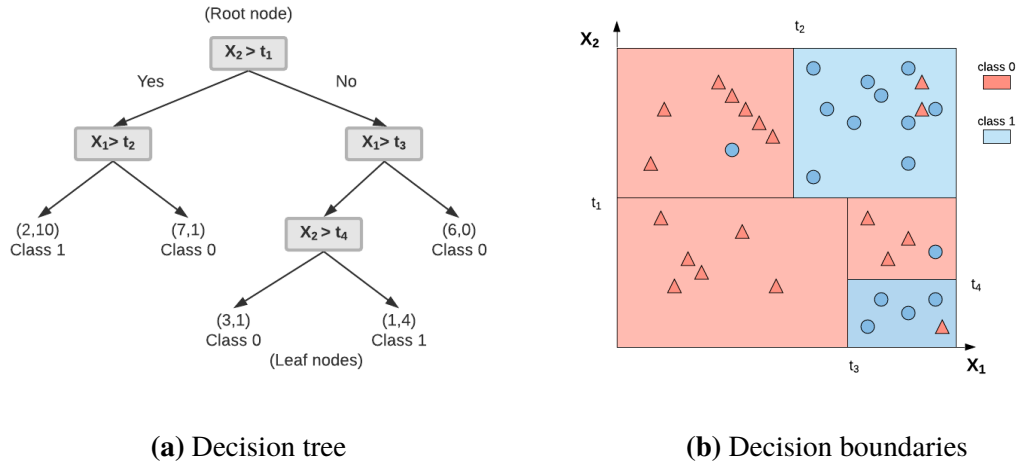 (Root node)
X₂ > t₁
Yes
No
X₁> t₂
X₁> t₃
(2,10)
Class 1
(7,1)
Class 0
X₂ > t₄
(6,0)
Class 0
(3,1)
Class 0
(1,4)
Class 1
(Leaf nodes)
(a) Decision tree
t₂
X₂
class 0
class 1
t₁
t₄
t₃
X₁
(b) Decision boundaries